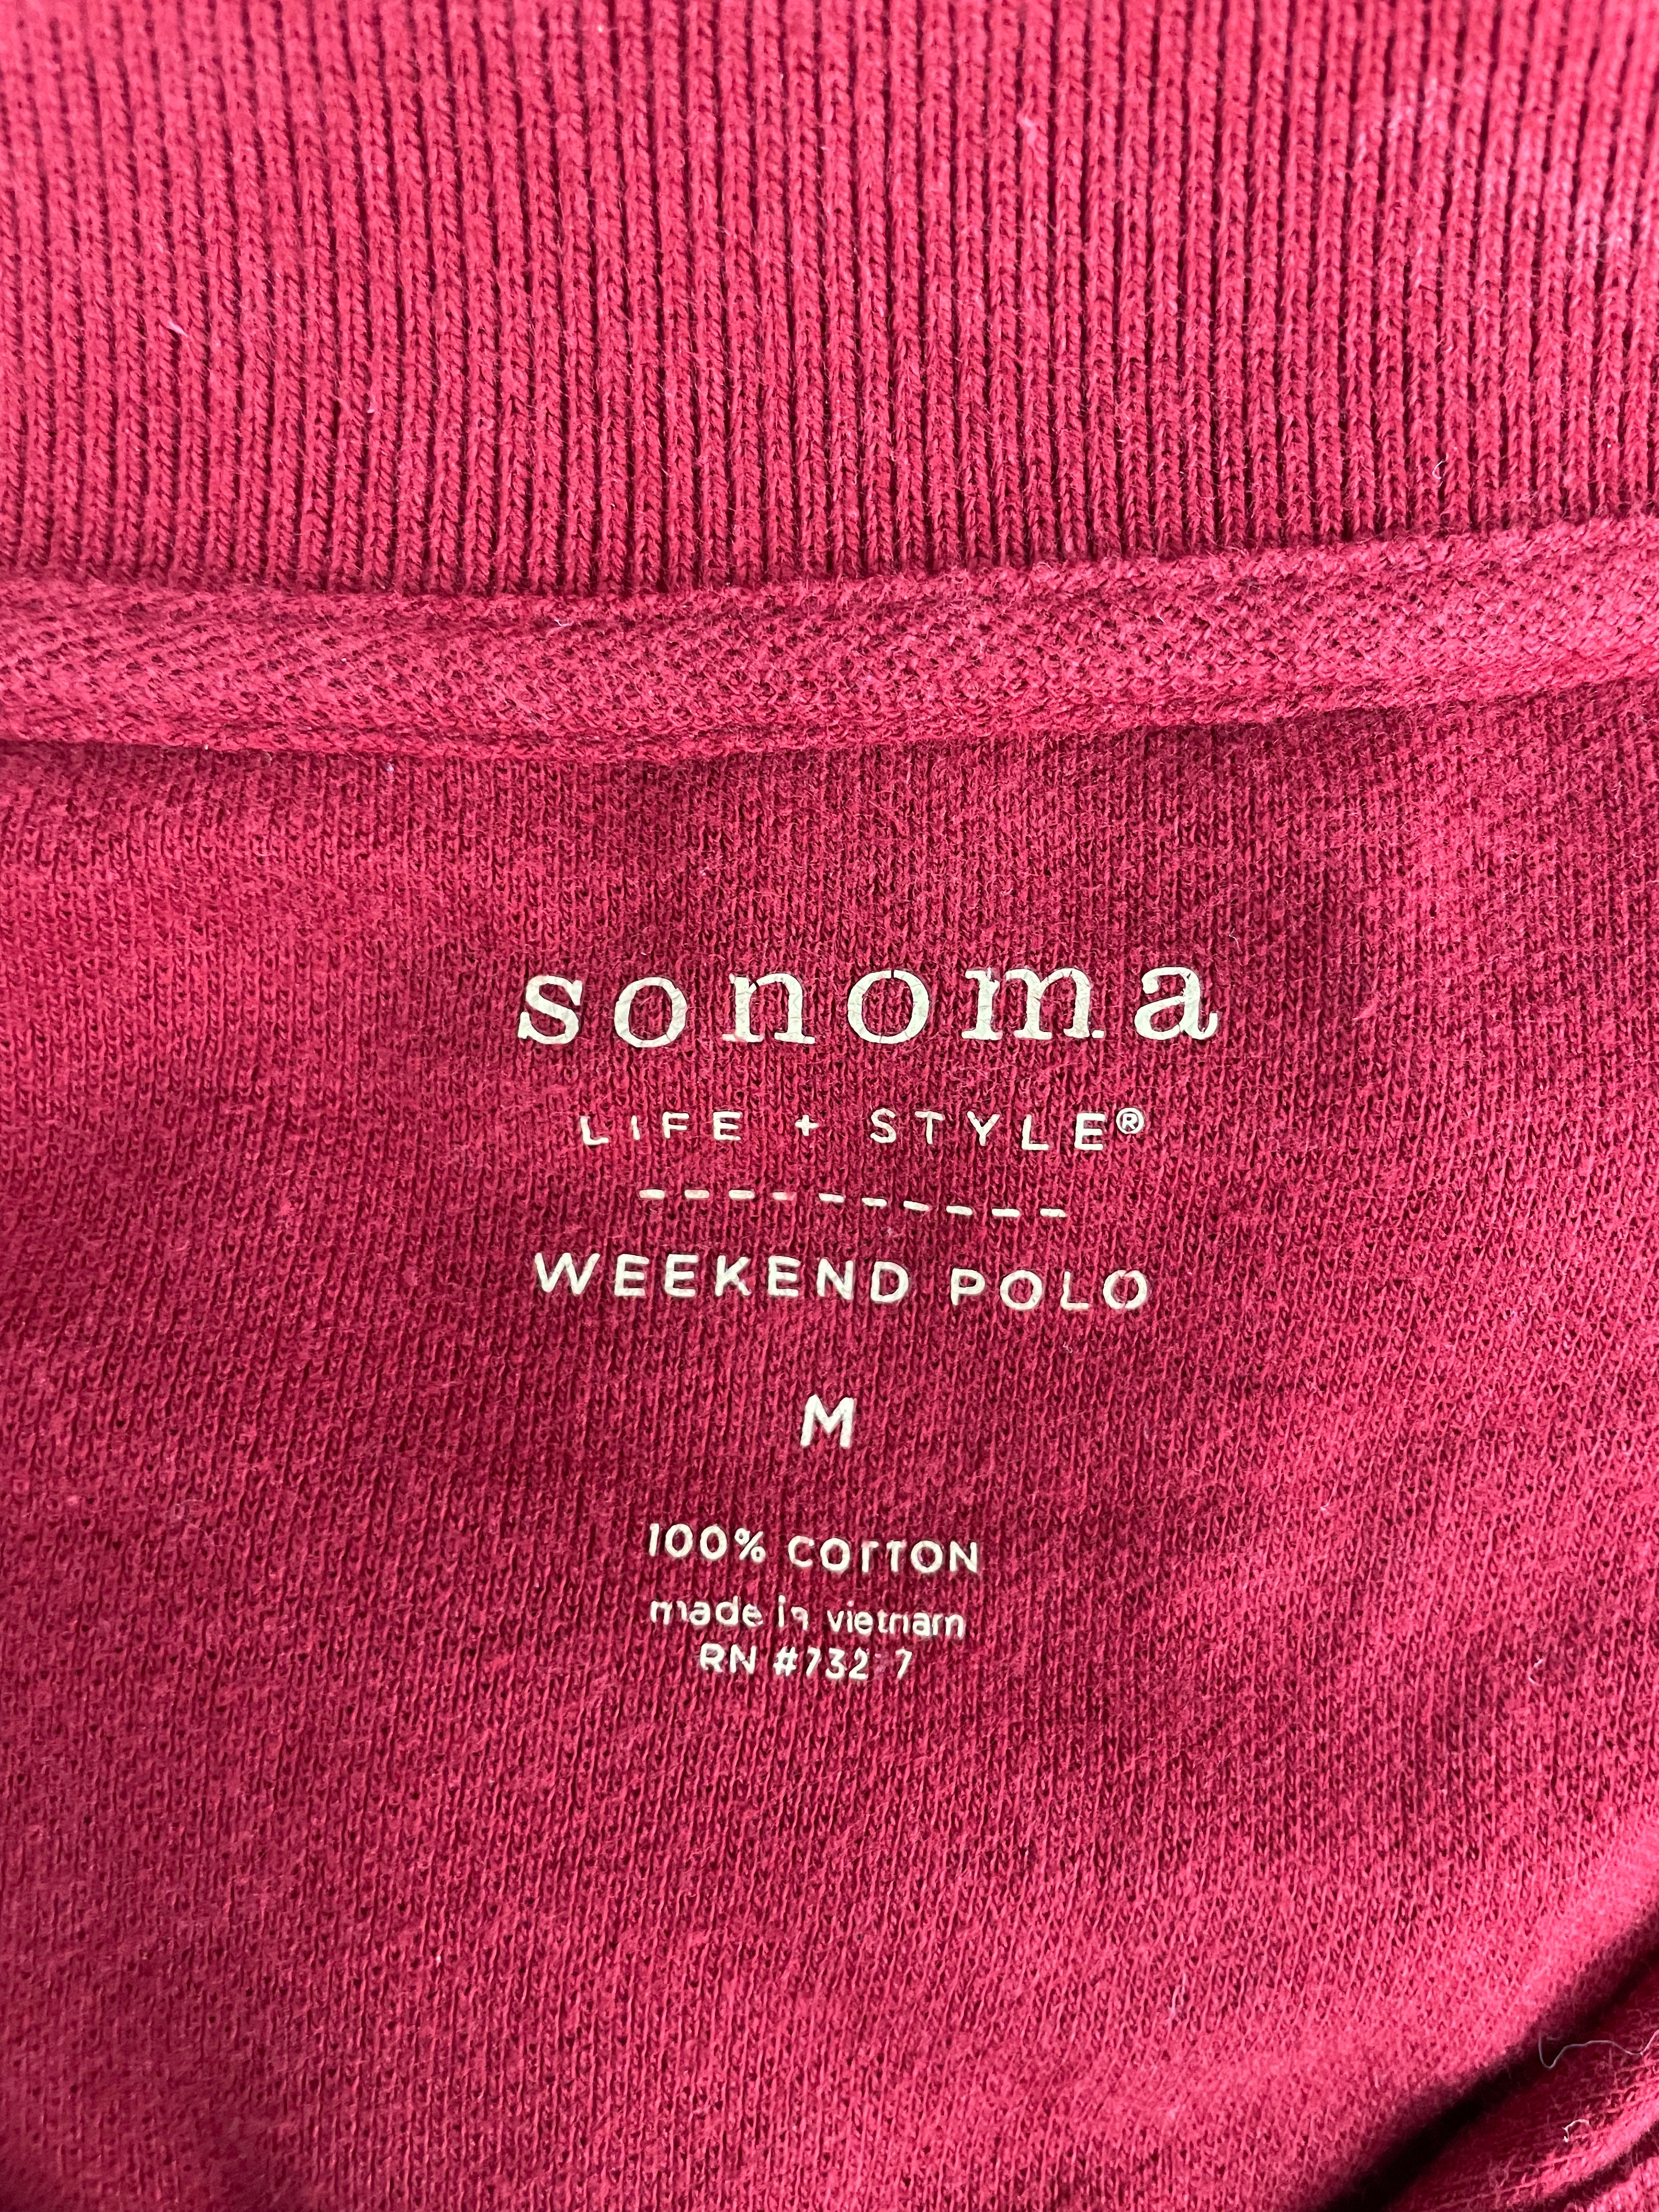 sonoma
LIFE + STYLE®
WEEKEND POLO
M
100% COTTON
made in vietnam
RN